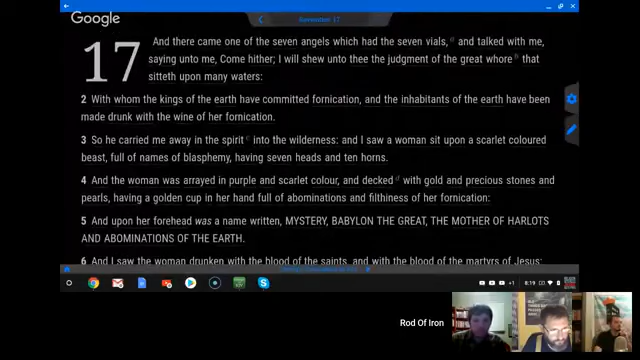 Google
Revelation 17
17 And there came one of the seven angels which had the seven vials, and talked with me,
saying unto me, Come hither; I will shew unto thee the judgment of the great whore that
sitteth upon many waters:
2 With whom the kings of the earth have committed fornication, and the inhabitants of the earth have been
made drunk with the wine of her fornication.
3 So he carried me away in the spirit into the wilderness: and I saw a woman sit upon a scarlet coloured
beast, full of names of blasphemy, having seven heads and ten horns.
4 And the woman was arrayed in purple and scarlet colour, and decked with gold and precious stones and
pearls, having a golden cup in her hand full of abominations and filthiness of her fornication:
5 And upon her forehead was a name written, MYSTERY, BABYLON THE GREAT, THE MOTHER OF HARLOTS
AND ABOMINATIONS OF THE EARTH.
6 And I saw the woman drunken with the blood of the saints, and with the blood of the martyrs of Jesus:
+1 8:19
Rod Of Iron